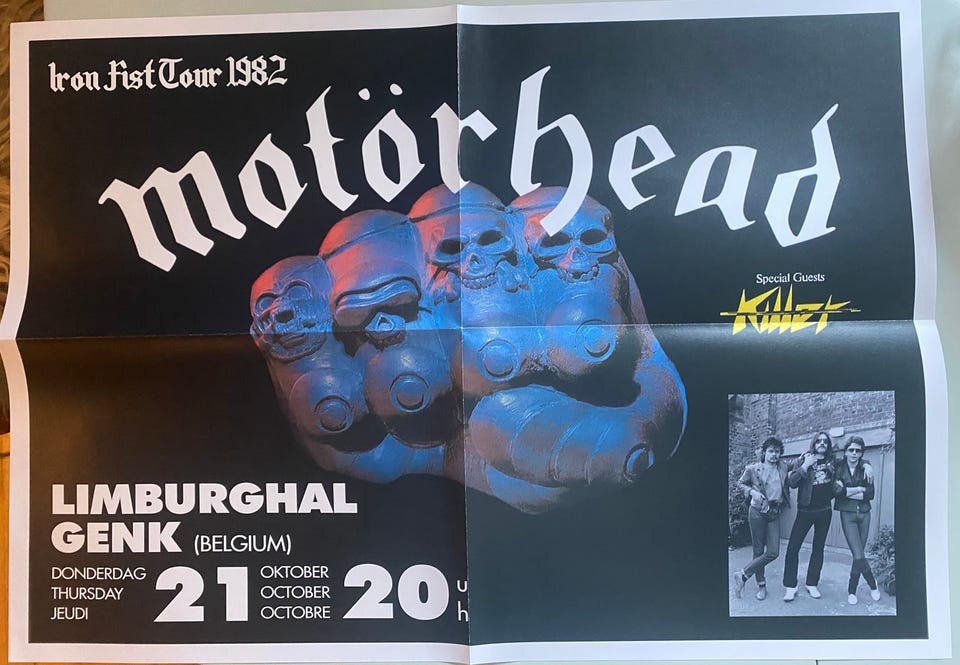 Iron Fist Tour 1982
motörhead
Special Guests
Killer
LIMBURGHAL
GENK (BELGIUM)
DONDERDAG
THURSDAY
JEUDI
21
OKTOBER
OCTOBER
OCTOBRE
20
u
h